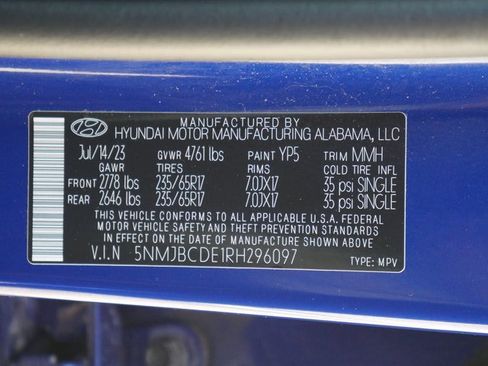 MANUFACTURED BY
HYUNDAI MOTOR MANUFACTURING ALABAMA, LLC
Jul/14/23 GVWR 4761 lbs PAINT YP5 TRIM MMH
GAWR TIRES RIMS COLD TIRE INFL
FRONT 2778 lbs 235/65R17 7.0JX17 35 psi SINGLE
REAR 2646 lbs 235/65R17 7.0JX17 35 psi SINGLE
THIS VEHICLE CONFORMS TO ALL APPLICABLE U.S.A. FEDERAL
MOTOR VEHICLE SAFETY AND THEFT PREVENTION STANDARDS
IN EFFECT ON THE DATE OF MANUFACTURE SHOWN ABOVE.
V.I.N 5NMJBCDE1RH296097 TYPE: MPV